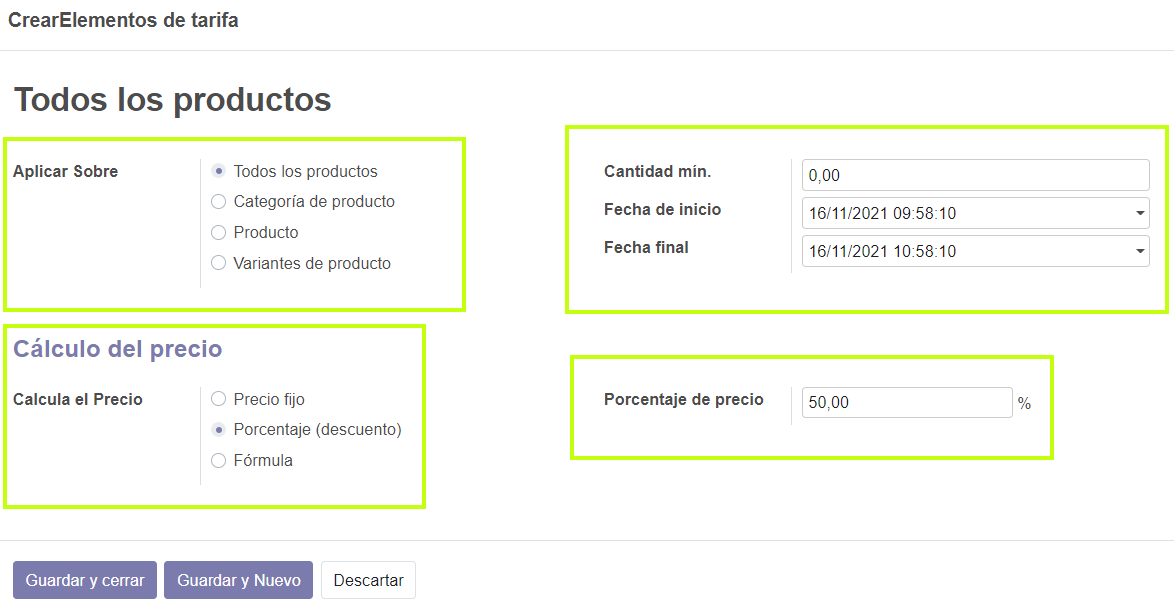 CrearElementos de tarifa
Todos los productos
Aplicar Sobre
Todos los productos
Categoría de producto
Producto
Variantes de producto
Cantidad mín.
0,00
Fecha de inicio
16/11/2021 09:58:10
Fecha final
16/11/2021 10:58:10
Cálculo del precio
Calcula el Precio
Precio fijo
Porcentaje (descuento)
Fórmula
Porcentaje de precio
50,00 %
Guardar y cerrar
Guardar y Nuevo
Descartar